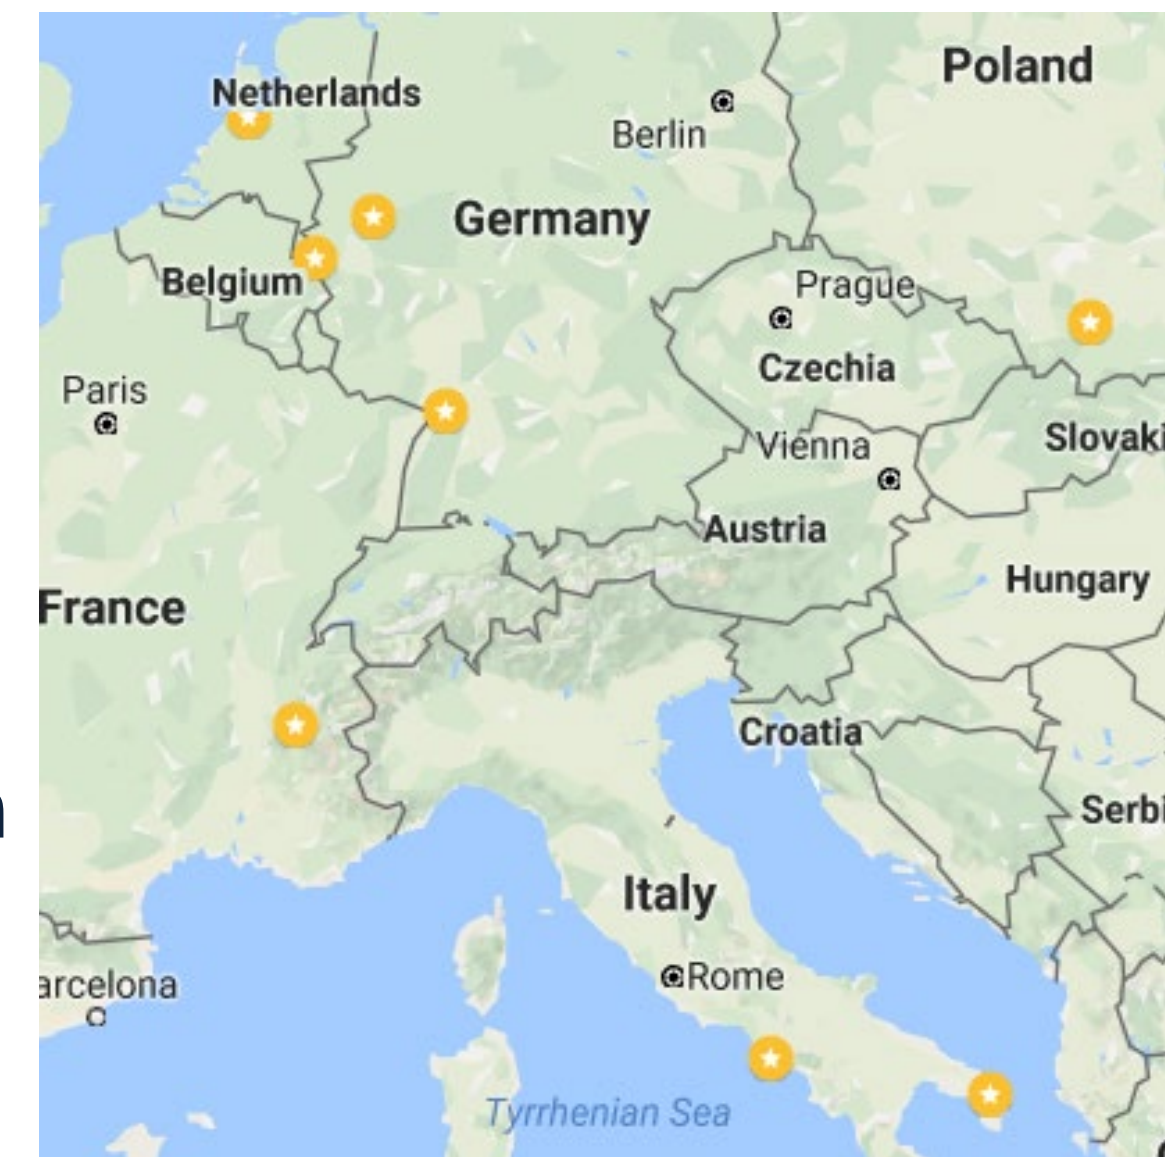 Poland
Netherlands
Berlin
Germany
Belgium
Prague
Czechia
Paris
Slovaki
Vienna
Austria
Hungary
France
Croatia
Serbi
Italy
Rome
arcelona
Tyrrhenian Sea